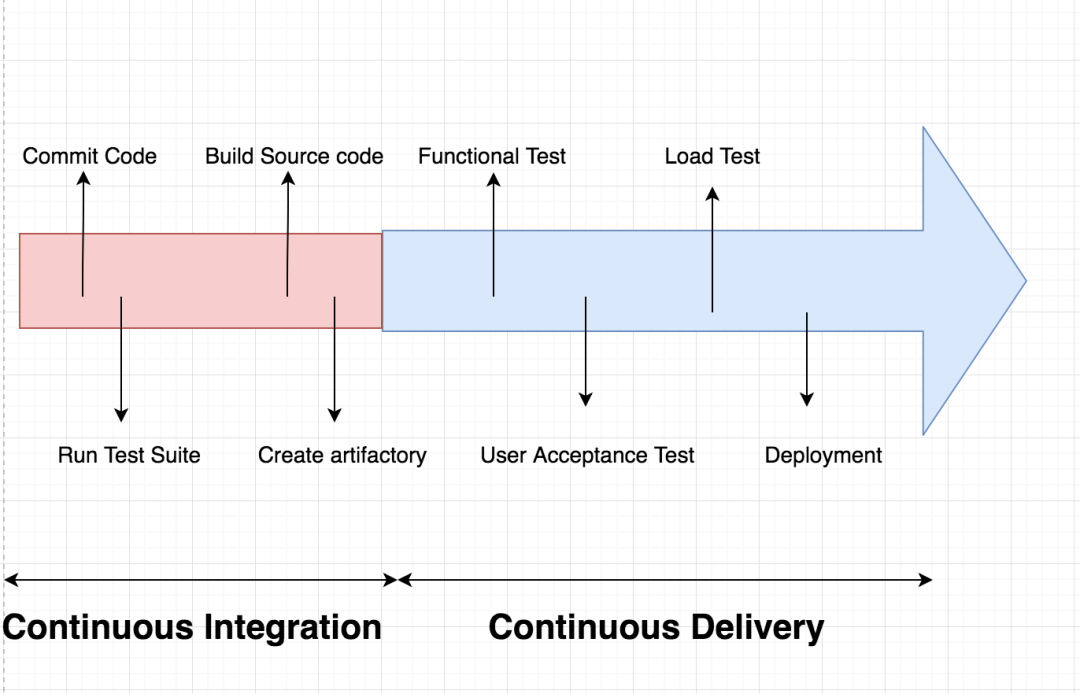 Commit Code
Build Source code
Functional Test
Load Test
Run Test Suite
Create artifactory
User Acceptance Test
Deployment
Continuous Integration
Continuous Delivery